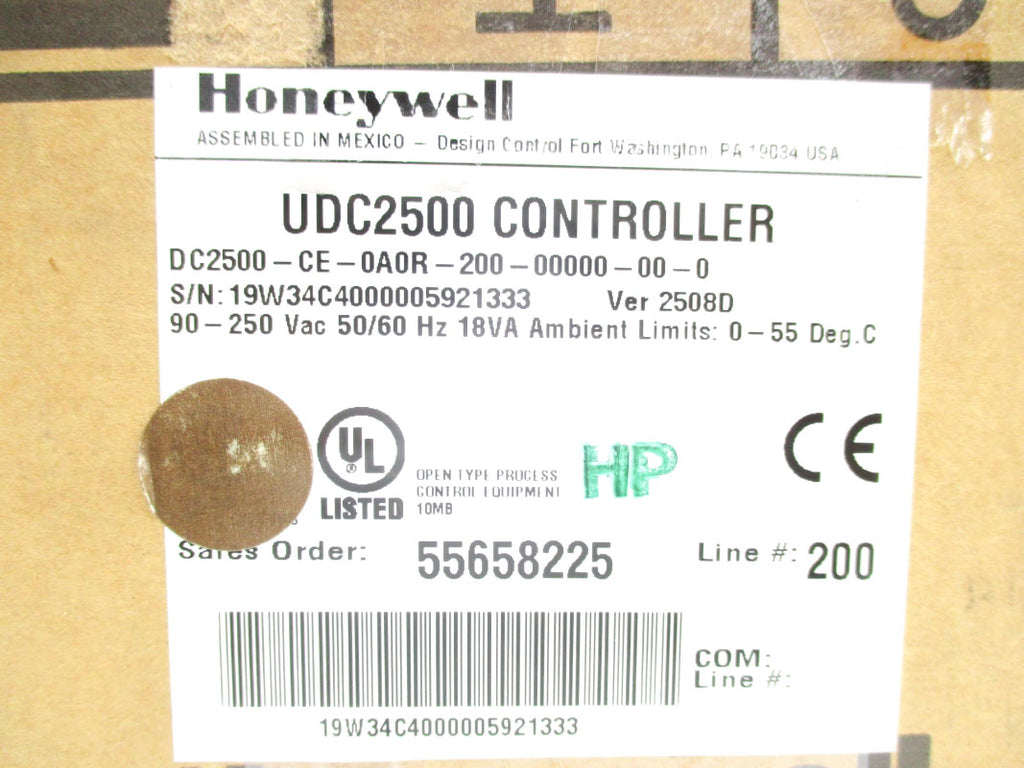 Honeywell
ASSEMBLED IN MEXICO – Design Control Fort Washington, PA 19034 USA
UDC2500 CONTROLLER
DC2500-CE-0A0R-200-00000-00-0
S/N:19W34C4000005921333 Ver 2508D
90-250 Vac 50/60 Hz 18VA Ambient Limits: 0-55 Deg.C
UL ®
LISTED
OPEN TYPE PROCESS
CONTROL EQUIPMENT
10MB
HP
CE
Sales Order: 55658225 Line #: 200
COM:
Line #:
19W34C4000005921333